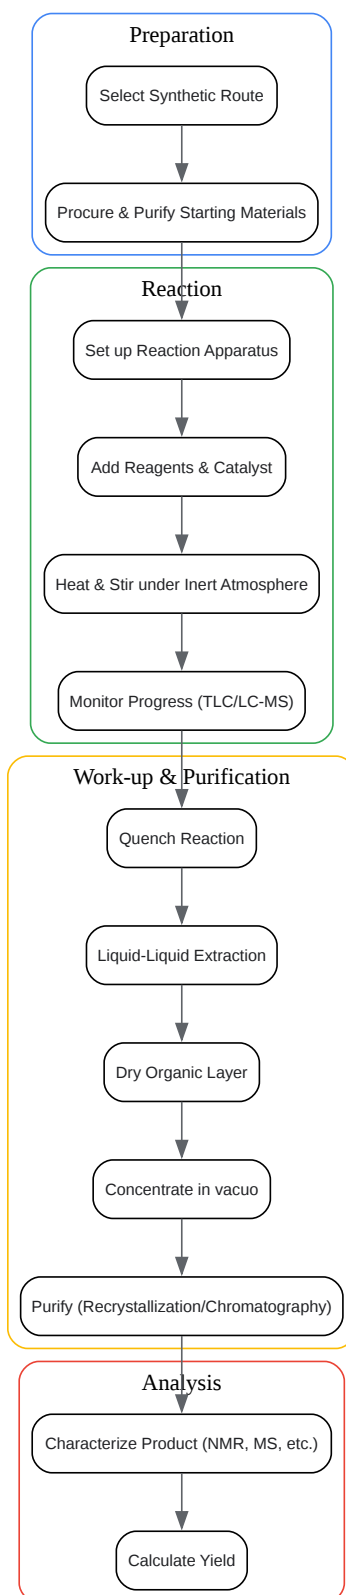 Preparation
Select Synthetic Route
Procure & Purify Starting Materials
Reaction
Set up Reaction Apparatus
Add Reagents & Catalyst
Heat & Stir under Inert Atmosphere
Monitor Progress (TLC/LC-MS)
Work-up & Purification
Quench Reaction
Liquid-Liquid Extraction
Dry Organic Layer
Concentrate in vacuo
Purify (Recrystallization/Chromatography)
Analysis
Characterize Product (NMR, MS, etc.)
Calculate Yield